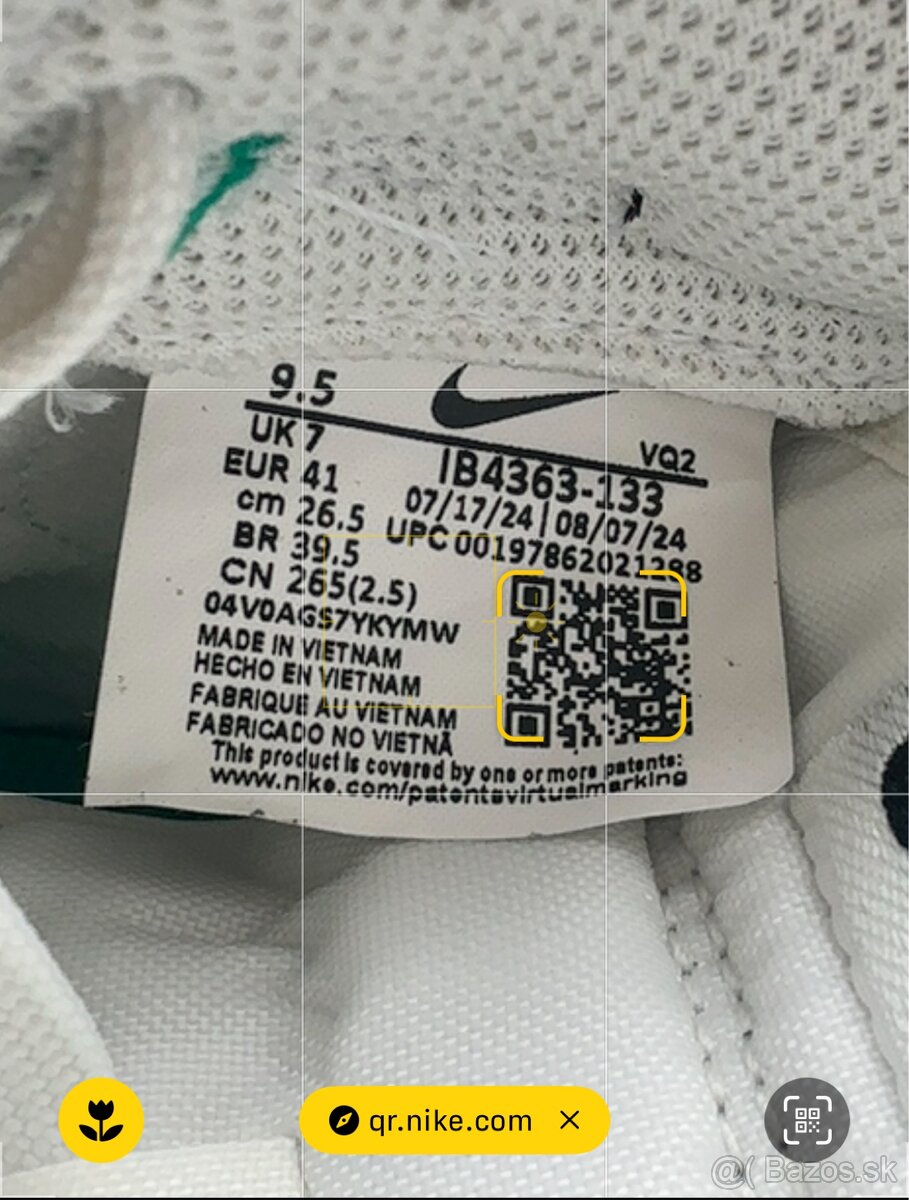 9.5
UK 7
VQ2
EUR 41
IB4363-133
cm 26.5
07/17/24 | 08/07/24
BR 39.5
UPC 00197862021288
CN 265(2.5)
04V0AGS7YKYMW
MADE IN VIETNAM
HECHO EN VIETNAM
FABRIQUE AU VIETNAM
FABRICADO NO VIETNÃ
This product is covered by one or more patents:
www.nike.com/patentsvirtualmarking
qr.nike.com ×
@( Bazos.sk